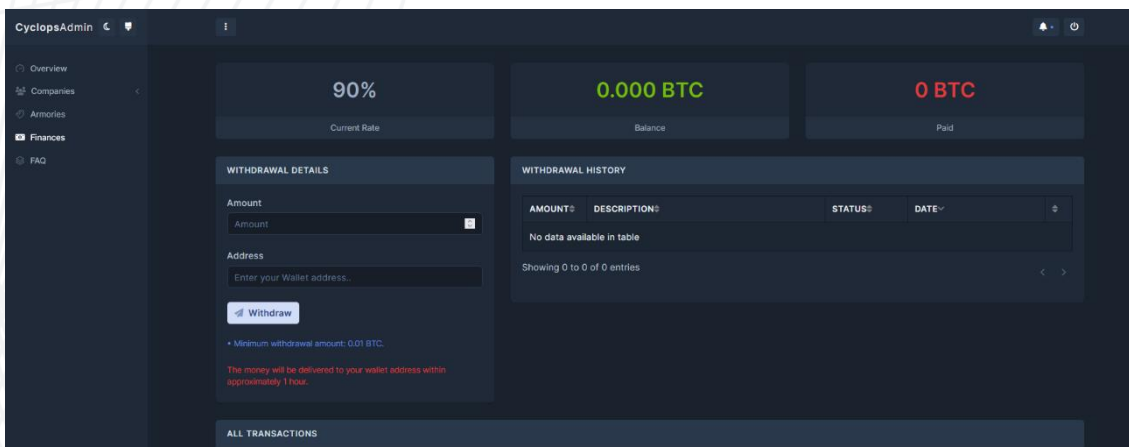 CyclopsAdmin
Overview
Companies
Armories
Finances
FAQ
90%
Current Rate
0.000 BTC
Balance
0 BTC
Paid
WITHDRAWAL DETAILS
Amount
Amount
Address
Enter your Wallet address..
Withdraw
• Minimum withdrawal amount: 0.01 BTC.
The money will be delivered to your wallet address within
approximately 1 hour.
WITHDRAWAL HISTORY
AMOUNT DESCRIPTION STATUS DATE
No data available in table
Showing 0 to 0 of 0 entries
ALL TRANSACTIONS